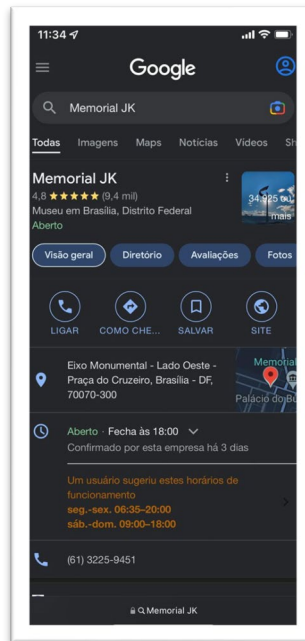 11:34
Google
Memorial JK
Todas Imagens Maps Notícias Vídeos Sh
Memorial JK
4,8 (9,4 mil)
34.925 ou mais
Museu em Brasília, Distrito Federal
Aberto
Visão geral Diretório Avaliações Fotos
LIGAR COMO CHE... SALVAR SITE
Eixo Monumental - Lado Oeste -
Praça do Cruzeiro, Brasília - DF,
70070-300
Memorial
Palácio do Bu
Aberto · Fecha às 18:00
Confirmado por esta empresa há 3 dias
Um usuário sugeriu estes horários de
funcionamento
seg.-sex. 06:35–20:00
sáb.-dom. 09:00–18:00
(61) 3225-9451
Memorial JK